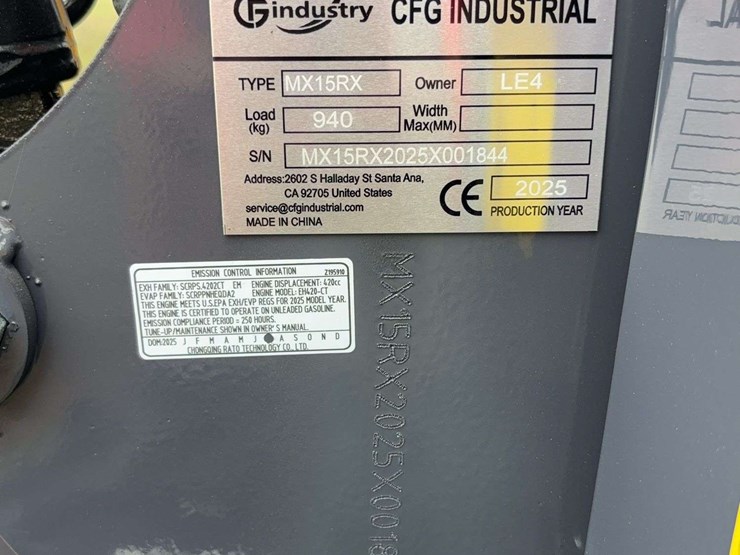 CFGindustry CFG INDUSTRIAL
TYPE MX15RX Owner LE4
Load (kg) 940 Width Max(MM)
S/N MX15RX2025X001844
Address:2602 S Halladay St Santa Ana,
CA 92705 United States
service@cfgindustrial.com
MADE IN CHINA
CE 2025
PRODUCTION YEAR
EMISSION CONTROL INFORMATION Z195910
EXH FAMILY: SCRPS.4202CT EM ENGINE DISPLACEMENT: 420cc
EVAP FAMILY: SCRPPNHEQDA2 ENGINE MODEL: EH420-CT
THIS ENGINE MEETS U.S.EPA EXH/EVP REGS FOR 2025 MODEL YEAR.
THIS ENGINE IS CERTIFIED TO OPERATE ON UNLEADED GASOLINE.
EMISSION COMPLIANCE PERIOD = 250 HOURS.
TUNE-UP/MAINTENANCE SHOWN IN OWNER'S MANUAL.
DOM:2025 J F M A M J A S O N D
CHONGQING RATO TECHNOLOGY CO., LTD.
MX15RX2025X0018